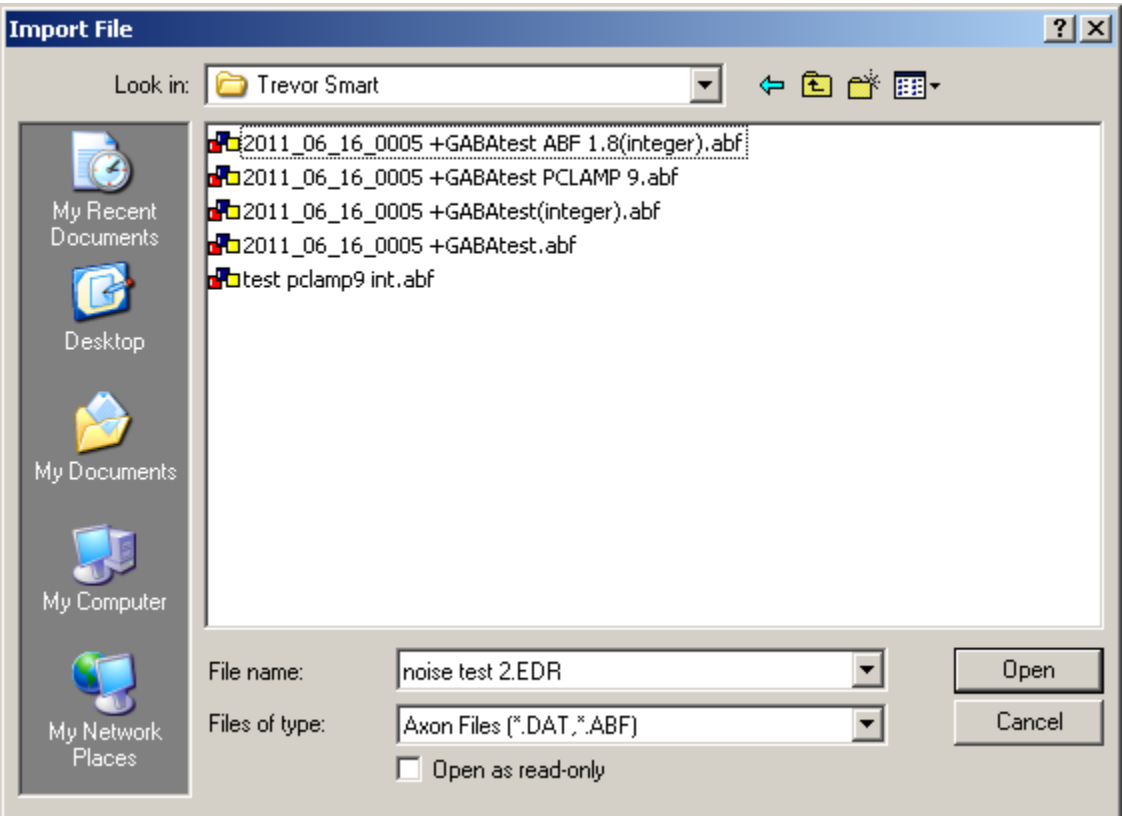 Import File
Look in: Trevor Smart
2011_06_16_0005 +GABAtest ABF 1.8(integer).abf
2011_06_16_0005 +GABAtest PCLAMP 9.abf
2011_06_16_0005 +GABAtest(integer).abf
2011_06_16_0005 +GABAtest.abf
test pclamp9 int.abf
My Recent
Documents
Desktop
My Documents
My Computer
My Network
Places
File name: noise test 2.EDR Open
Files of type: Axon Files (*.DAT,*.ABF) Cancel
Open as read-only